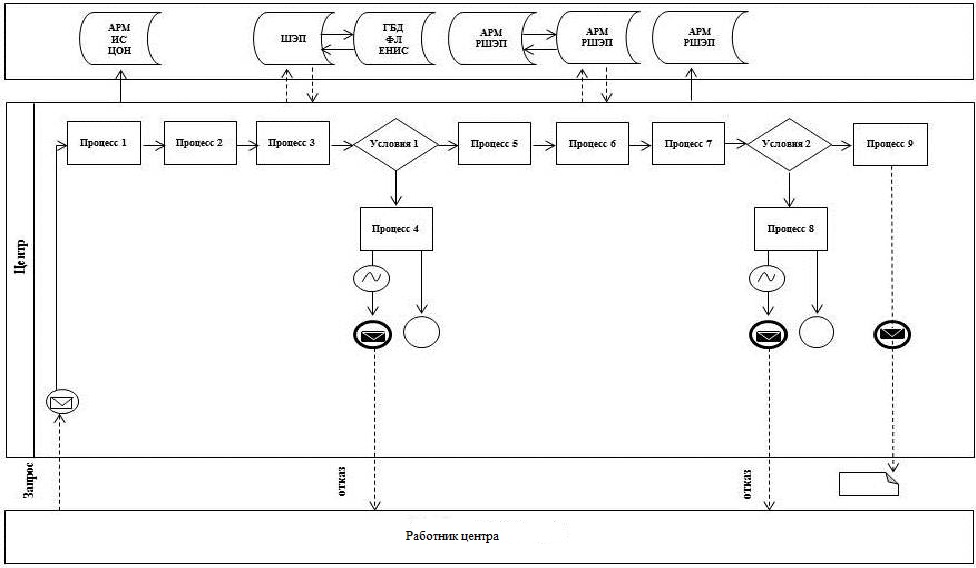 АРМ
ИС
ЦОН
ШЭП
ГБД
ФЛ
ЕНИС
АРМ
РШЭП
АРМ
РШЭП
АРМ
РШЭП
Процесс 1
Процесс 2
Процесс 3
Условия 1
Процесс 5
Процесс 6
Процесс 7
Условия 2
Процесс 9
Процесс 4
Процесс 8
Центр
Запрос
отказ
отказ
Работник центра